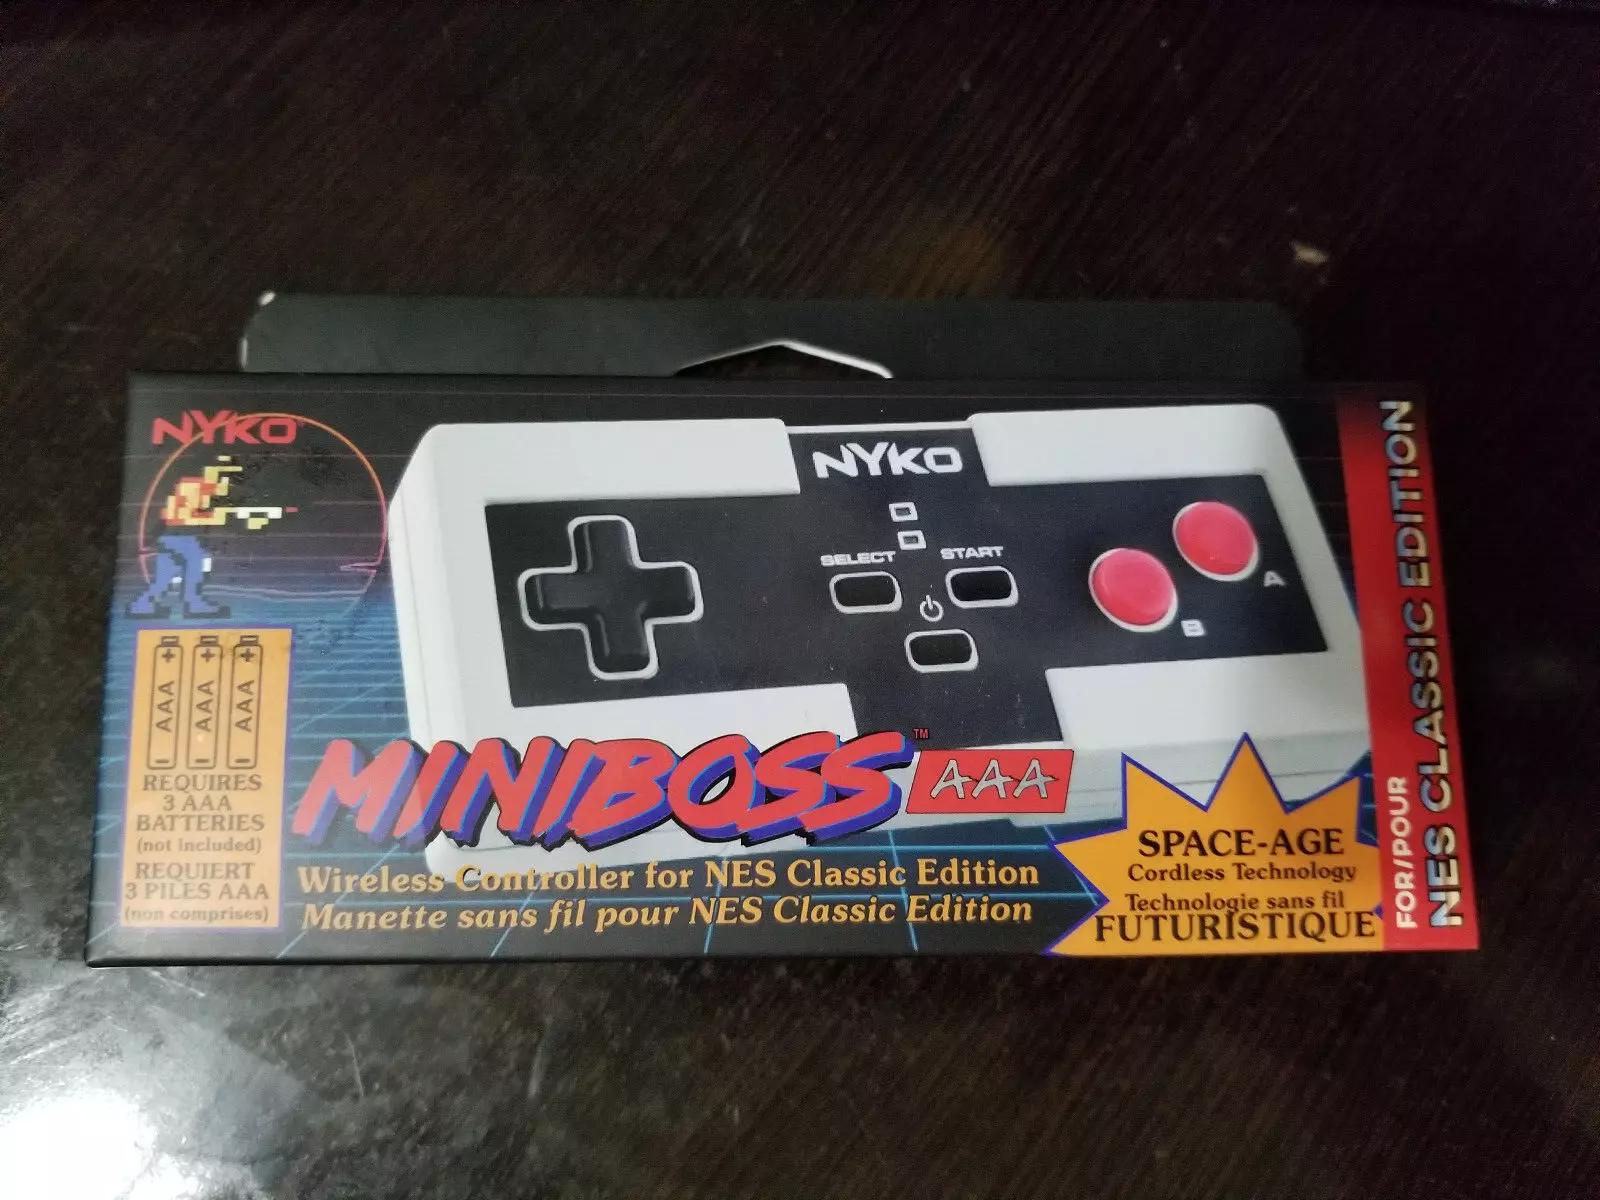 NYKO
AAA AAA AAA
REQUIRES
3 AAA
BATTERIES
(not included)
REQUIERT
3 PILES AAA
(non comprises)
NYKO
SELECT START
B A
MINIBOSS™ AAA
Wireless Controller for NES Classic Edition
Manette sans fil pour NES Classic Edition
SPACE-AGE
Cordless Technology
Technologie sans fil
FUTURISTIQUE
FOR/POUR
NES CLASSIC EDITION